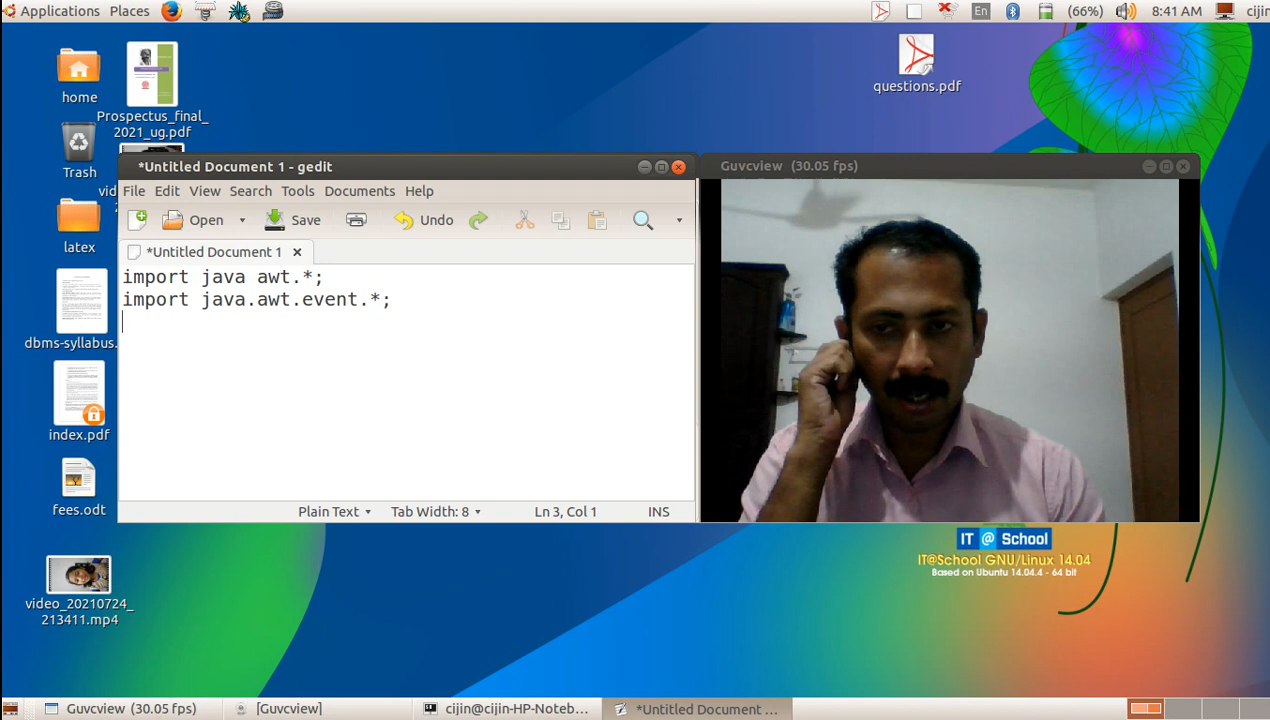 Applications Places
En
(66%)
8:41 AM
cijin
home
Prospectus_final_
2021_ug.pdf
questions.pdf
Trash
vid
*Untitled Document 1 - gedit
Guvcview (30.05 fps)
File Edit View Search Tools Documents Help
Open Save Undo
*Untitled Document 1
latex
import java awt.*;
import java.awt.event.*;
dbms-syllabus.
index.pdf
fees.odt
Plain Text Tab Width: 8 Ln 3, Col 1 INS
IT @ School
IT@School GNU/Linux 14.04
Based on Ubuntu 14.04.4 - 64 bit
video_20210724_
213411.mp4
Guvcview (30.05 fps) [Guvcview] cijin@cijin-HP-Noteb... *Untitled Document ...